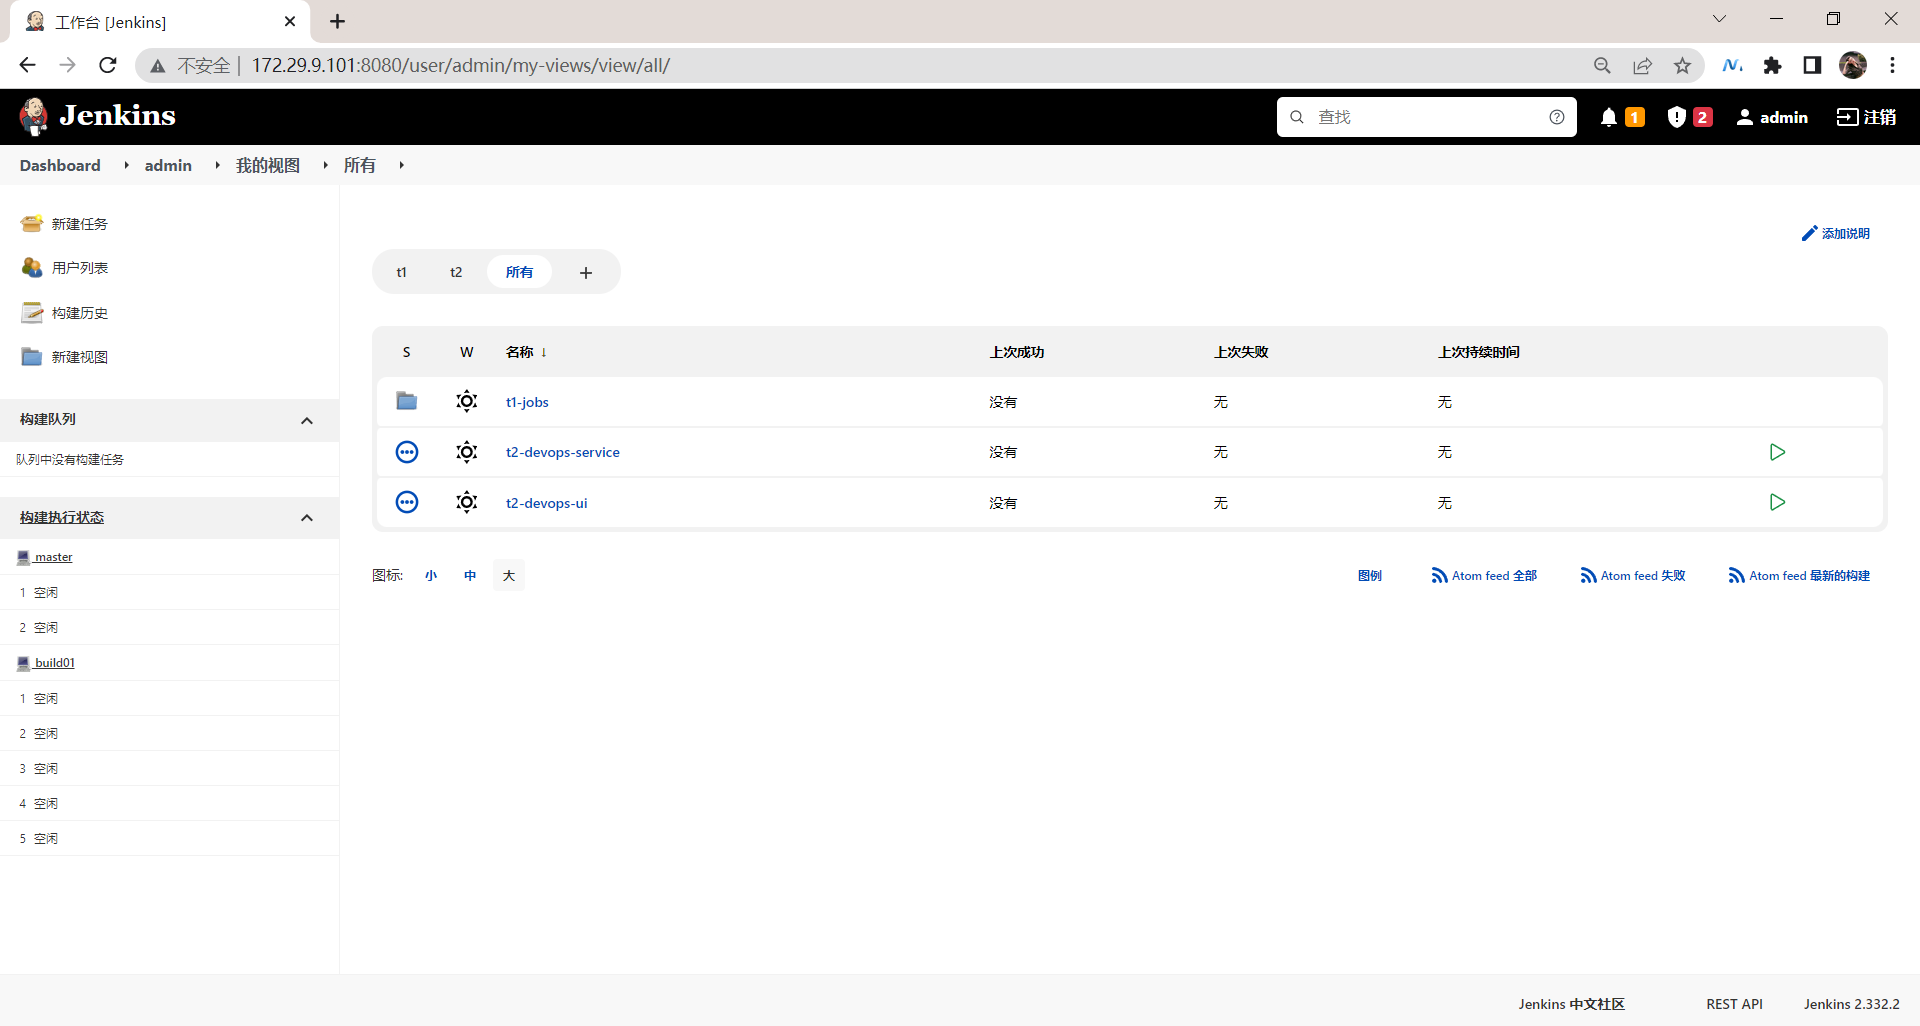 工作台 [Jenkins]
不安全 | 172.29.9.101:8080/user/admin/my-views/view/all/
Jenkins
查找
1
2
admin
注销
Dashboard admin 我的视图 所有
新建任务
用户列表
构建历史
新建视图
构建队列
队列中没有构建任务
构建执行状态
master
1 空闲
2 空闲
build01
1 空闲
2 空闲
3 空闲
4 空闲
5 空闲
添加说明
t1 t2 所有 +
S W 名称 ↓ 上次成功 上次失败 上次持续时间
t1-jobs 没有 无 无
t2-devops-service 没有 无 无
t2-devops-ui 没有 无 无
图标: 小 中 大
图例 Atom feed 全部 Atom feed 失败 Atom feed 最新的构建
Jenkins 中文社区 REST API Jenkins 2.332.2